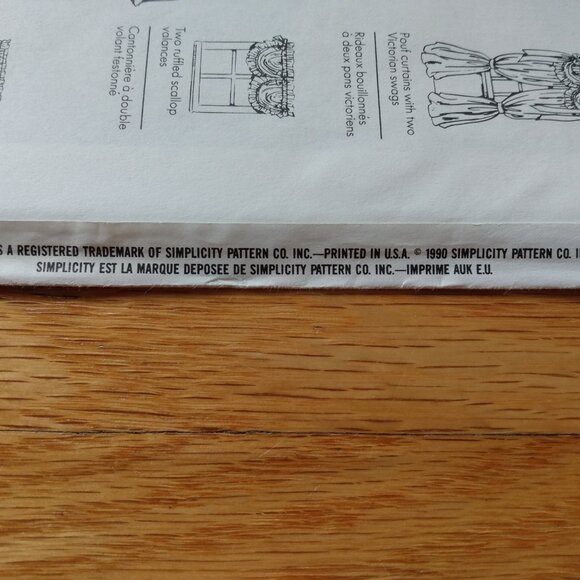 Two ruffled scallop
valances
Cantonnière à double
volant festonné
Pouf curtains with two
Victorian swags
Rideaux bouillonnés
à deux pans victoriens
S A REGISTERED TRADEMARK OF SIMPLICITY PATTERN CO. INC.—PRINTED IN U.S.A. © 1990 SIMPLICITY PATTERN CO. IN
SIMPLICITY EST LA MARQUE DEPOSEE DE SIMPLICITY PATTERN CO. INC.—IMPRIME AUK E.U.